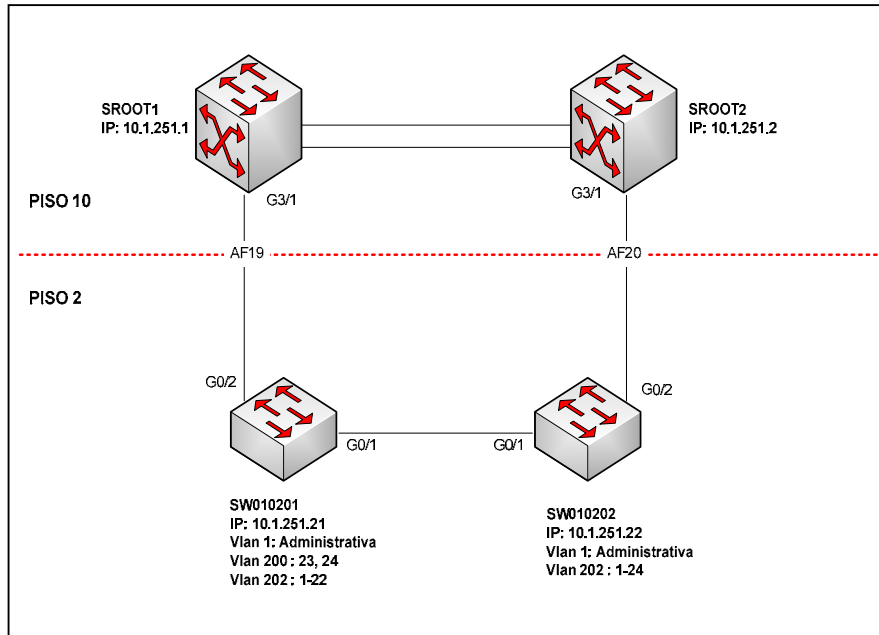 SROOT1
IP: 10.1.251.1
SROOT2
IP: 10.1.251.2
G3/1
G3/1
PISO 10
AF19
AF20
PISO 2
G0/2
G0/2
G0/1
G0/1
SW010201
IP: 10.1.251.21
Vlan 1: Administrativa
Vlan 200 : 23, 24
Vlan 202 : 1-22
SW010202
IP: 10.1.251.22
Vlan 1: Administrativa
Vlan 202 : 1-24